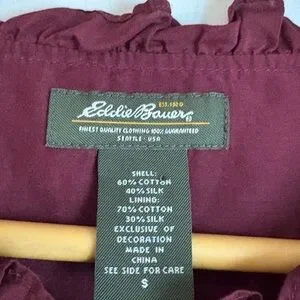 Eddie Bauer
EST. 1920
FINEST QUALITY CLOTHING 100% GUARANTEED
SEATTLE · USA
SHELL:
60% COTTON
40% SILK
LINING:
70% COTTON
30% SILK
EXCLUSIVE OF
DECORATION
MADE IN
CHINA
SEE SIDE FOR CARE
S